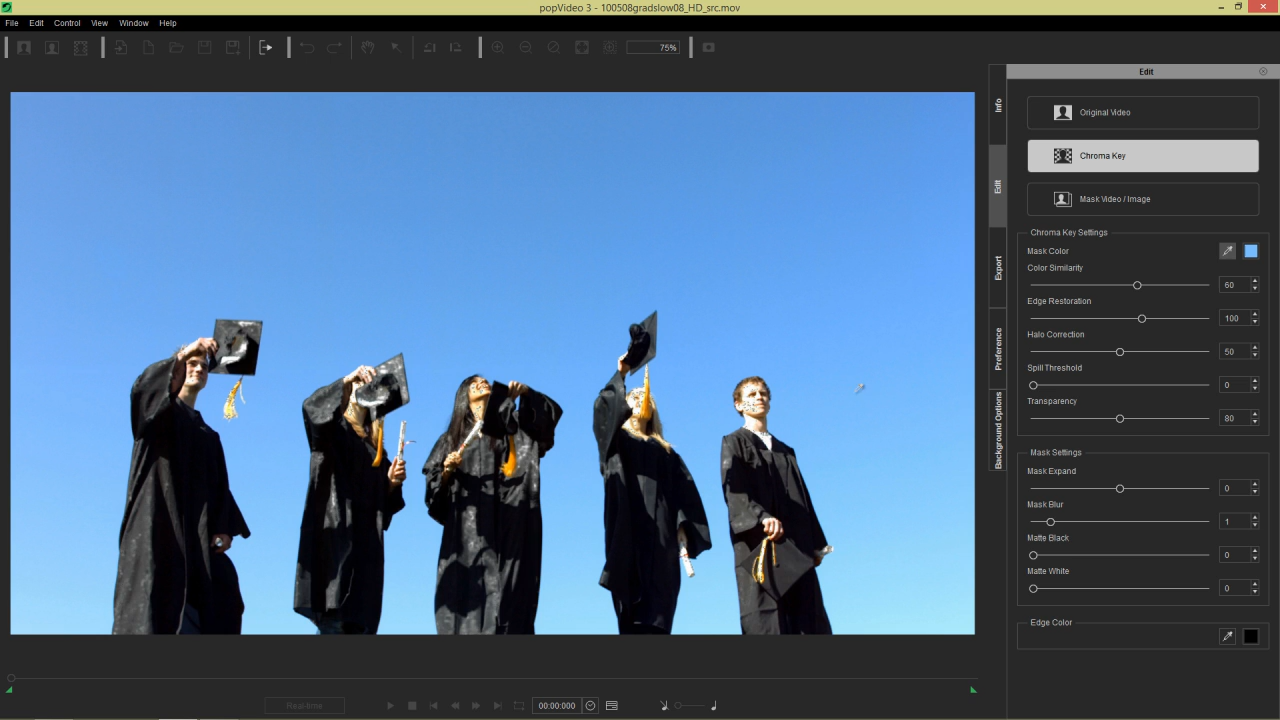 popVideo 3 - 100508gradslow08_HD_src.mov
File Edit Control View Window Help
75%
Info
Edit
Export
Preference
Background Options
Edit
Original Video
Chroma Key
Mask Video / Image
Chroma Key Settings
Mask Color
Color Similarity
60
Edge Restoration
100
Halo Correction
50
Spill Threshold
0
Transparency
80
Mask Settings
Mask Expand
0
Mask Blur
1
Matte Black
0
Matte White
0
Edge Color
Real-time
00:00:000